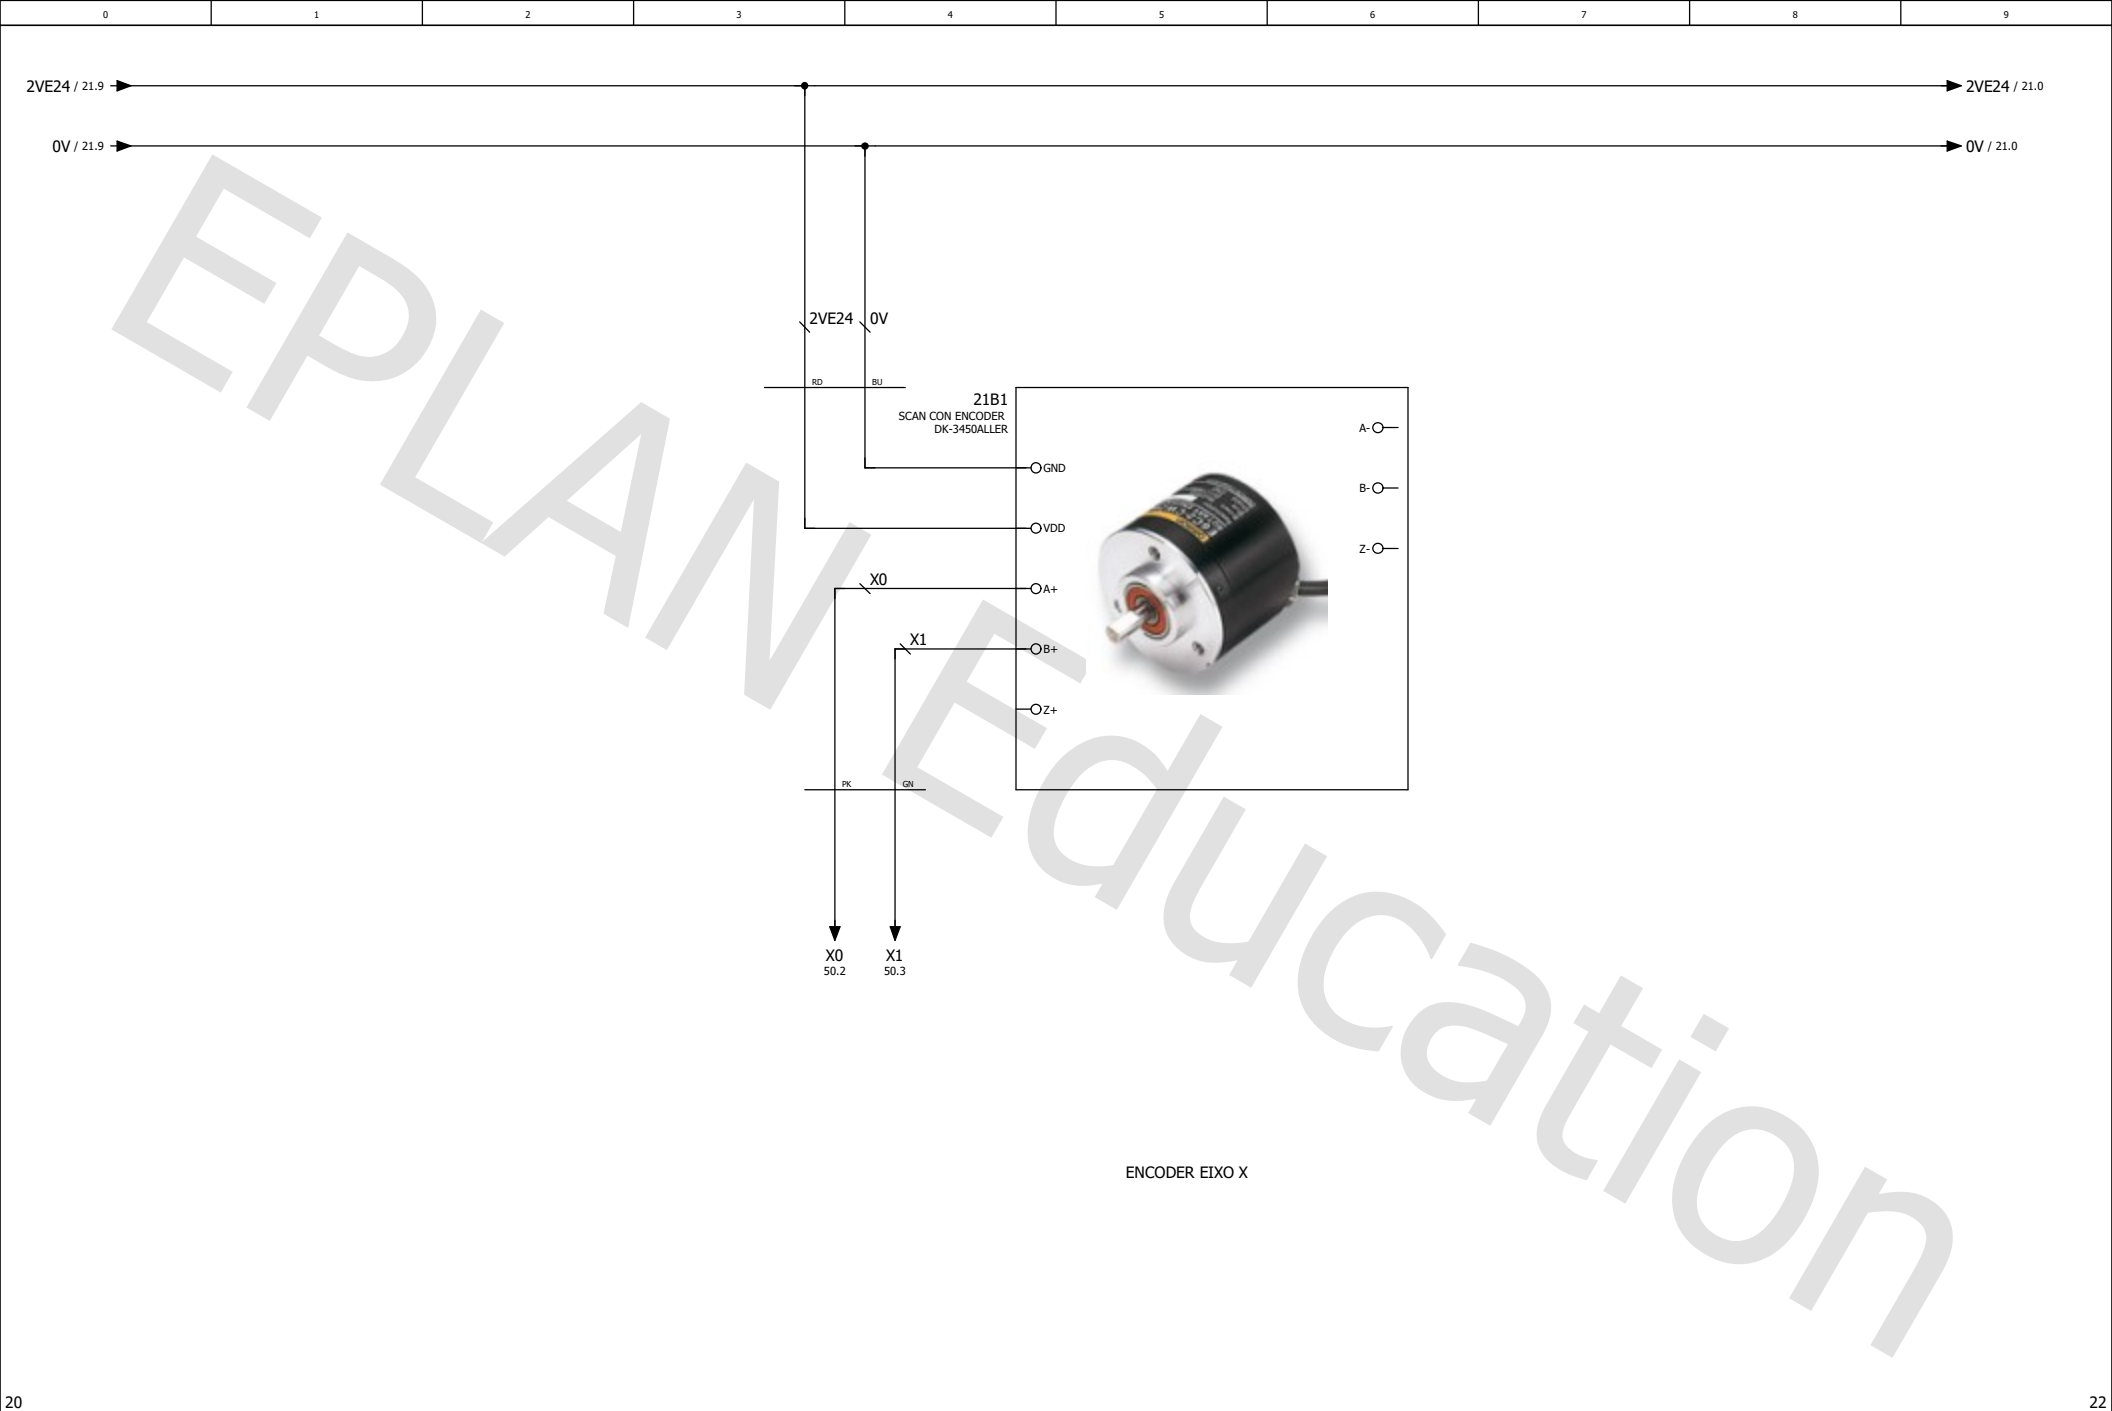 0 1 2 3 4 5 6 7 8 9
2VE24 / 21.9
2VE24 / 21.0
0V / 21.9
0V / 21.0
2VE24 0V
RD BU
21B1
SCAN CON ENCODER
DK-3450ALLER
A-
GND
B-
VDD
Z-
X0
A+
X1
B+
Z+
PK GN
X0 X1
50.2 50.3
ENCODER EIXO X
20 22
EPLAN Education